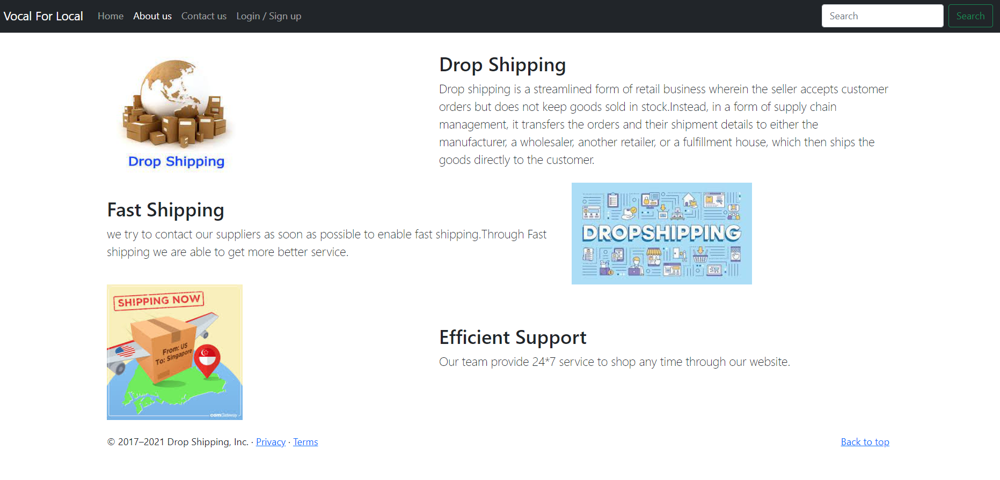 Vocal For Local Home About us Contact us Login / Sign up Search Search
Drop Shipping
Drop Shipping
Drop shipping is a streamlined form of retail business wherein the seller accepts customer
orders but does not keep goods sold in stock.Instead, in a form of supply chain
management, it transfers the orders and their shipment details to either the
manufacturer, a wholesaler, another retailer, or a fulfillment house, which then ships the
goods directly to the customer.
Fast Shipping
we try to contact our suppliers as soon as possible to enable fast shipping.Through Fast
shipping we are able to get more better service.
DROPSHIPPING
SHIPPING NOW
From: US
To: Singapore
comGateway
Efficient Support
Our team provide 24*7 service to shop any time through our website.
© 2017–2021 Drop Shipping, Inc. · Privacy · Terms Back to top